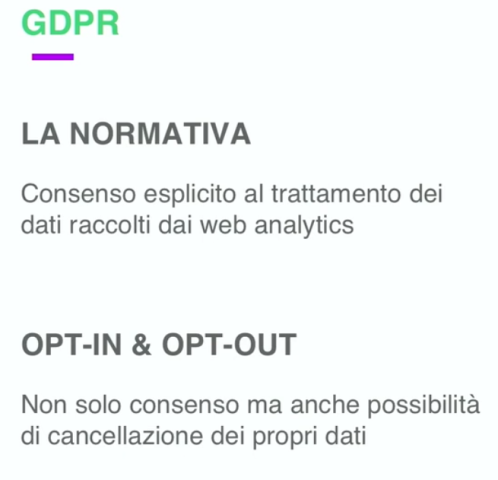 GDPR
LA NORMATIVA
Consenso esplicito al trattamento dei
dati raccolti dai web analytics
OPT-IN & OPT-OUT
Non solo consenso ma anche possibilità
di cancellazione dei propri dati